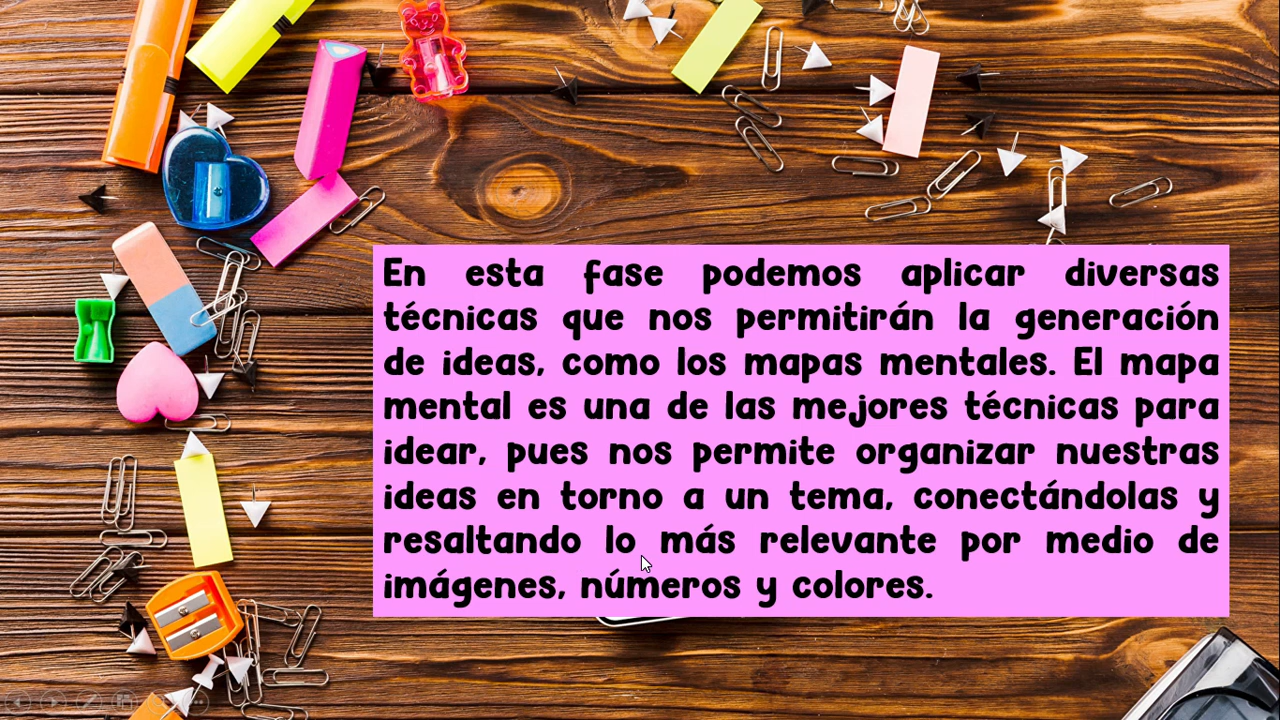 En esta fase podemos aplicar diversas
técnicas que nos permitirán la generación
de ideas, como los mapas mentales. El mapa
mental es una de las mejores técnicas para
idear, pues nos permite organizar nuestras
ideas en torno a un tema, conectándolas y
resaltando lo más relevante por medio de
imágenes, números y colores.